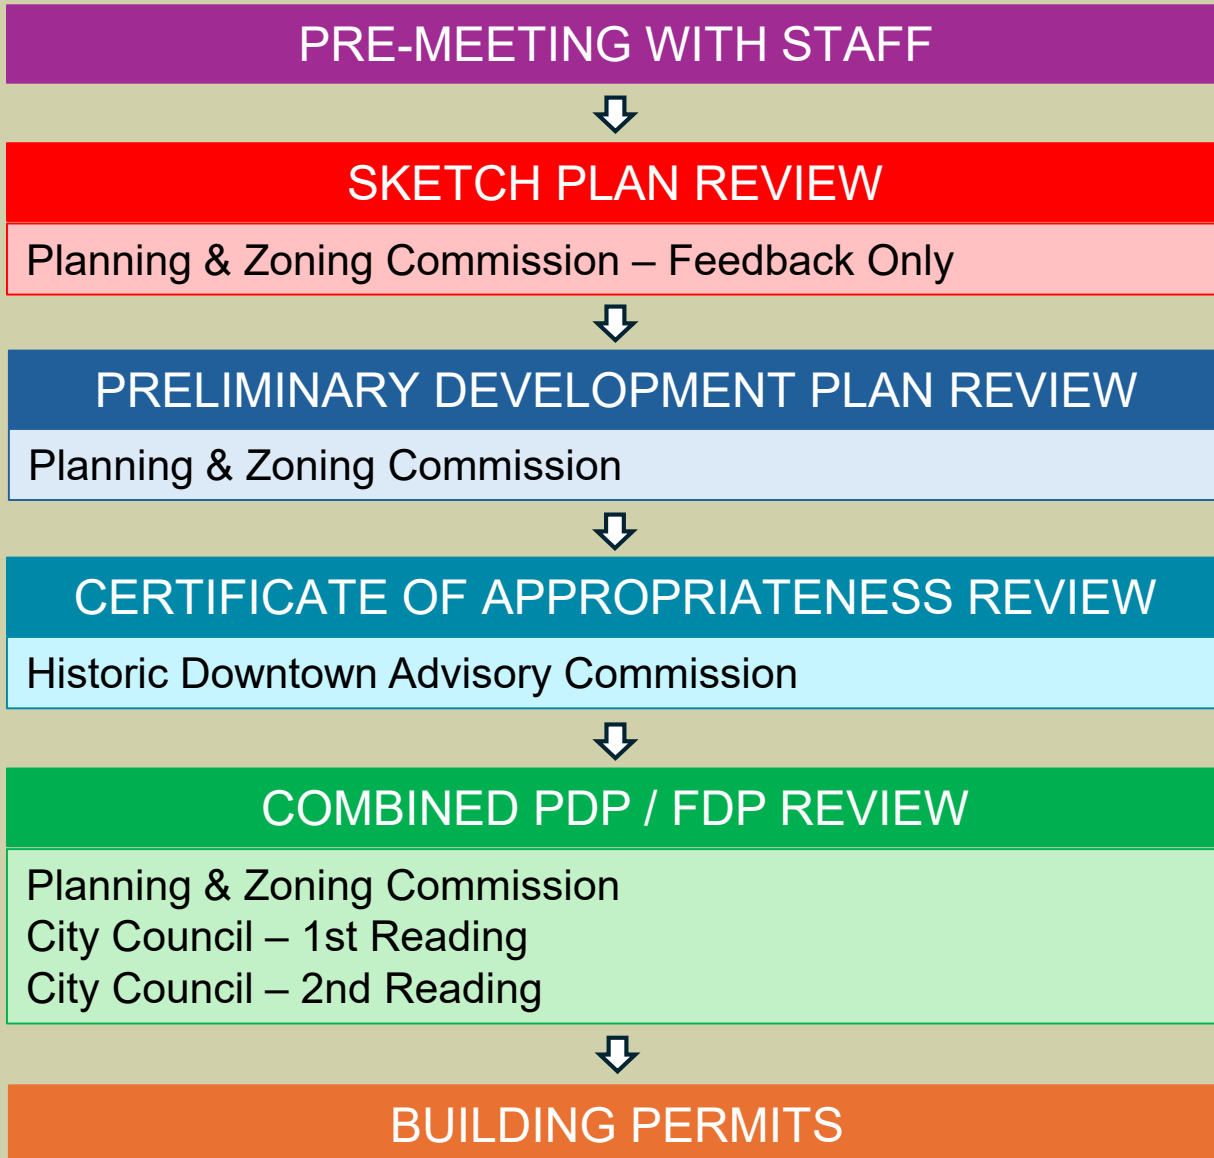 PRE-MEETING WITH STAFF
SKETCH PLAN REVIEW
Planning & Zoning Commission – Feedback Only
PRELIMINARY DEVELOPMENT PLAN REVIEW
Planning & Zoning Commission
CERTIFICATE OF APPROPRIATENESS REVIEW
Historic Downtown Advisory Commission
COMBINED PDP / FDP REVIEW
Planning & Zoning Commission
City Council – 1st Reading
City Council – 2nd Reading
BUILDING PERMITS